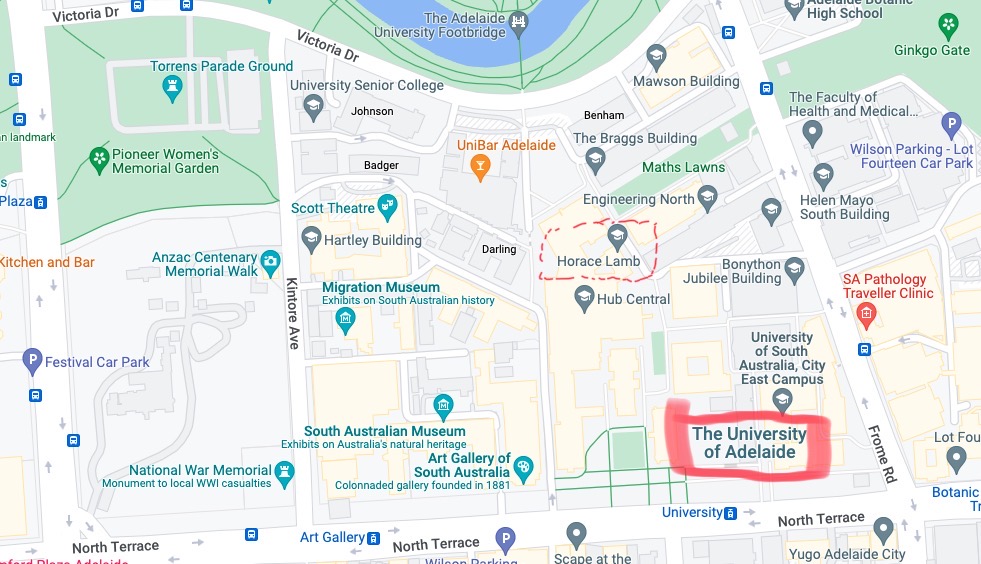 Victoria Dr
The Adelaide
University Footbridge
Adelaide Botanic
High School
Ginkgo Gate
Victoria Dr
Torrens Parade Ground
University Senior College
Mawson Building
Johnson
Benham
The Faculty of
Health and Medical...
an landmark
UniBar Adelaide
The Braggs Building
Wilson Parking - Lot
Fourteen Car Park
Pioneer Women's
Memorial Garden
Badger
Maths Lawns
Engineering North
Helen Mayo
South Building
s
Plaza
Scott Theatre
Hartley Building
Darling
Horace Lamb
Kitchen and Bar
Anzac Centenary
Memorial Walk
Bonython
Jubilee Building
SA Pathology
Traveller Clinic
Kintore Ave
Migration Museum
Exhibits on South Australian history
Hub Central
University
of South
Australia, City
East Campus
Festival Car Park
South Australian Museum
Exhibits on Australia's natural heritage
The University
of Adelaide
Frome Rd
Art Gallery of
South Australia
Colonnaded gallery founded in 1881
National War Memorial
Monument to local WWI casualties
Lot Fou
Botanic
Tr
University
North Terrace
Art Gallery
North Terrace
North Terrace
Wilson Parking
Scape at the
Yugo Adelaide City
mford Plaza Adelaide